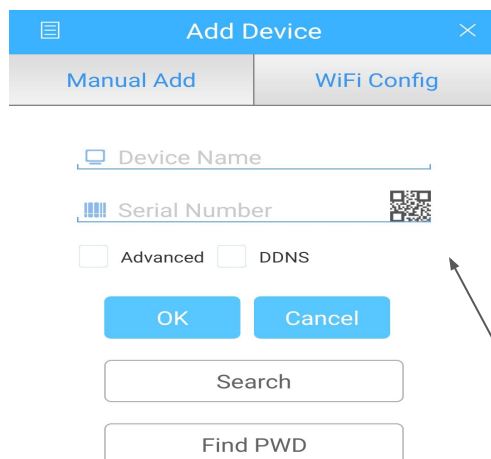 Add Device
Manual Add WiFi Config
Device Name
Serial Number
Advanced DDNS
OK Cancel
Search
Find PWD